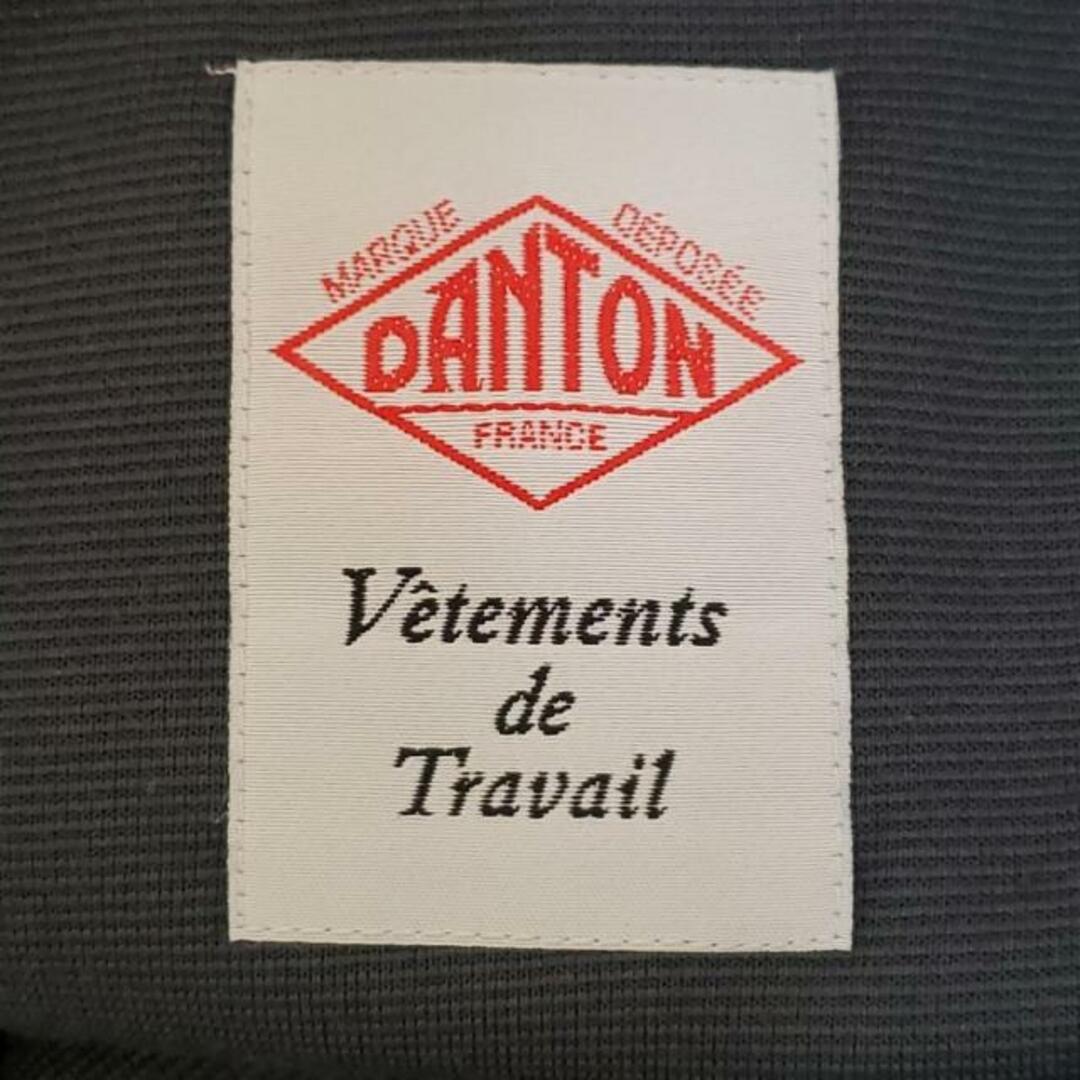 MARQUE DÉPOSÉE
DANTON
FRANCE
Vêtements
de
Travail